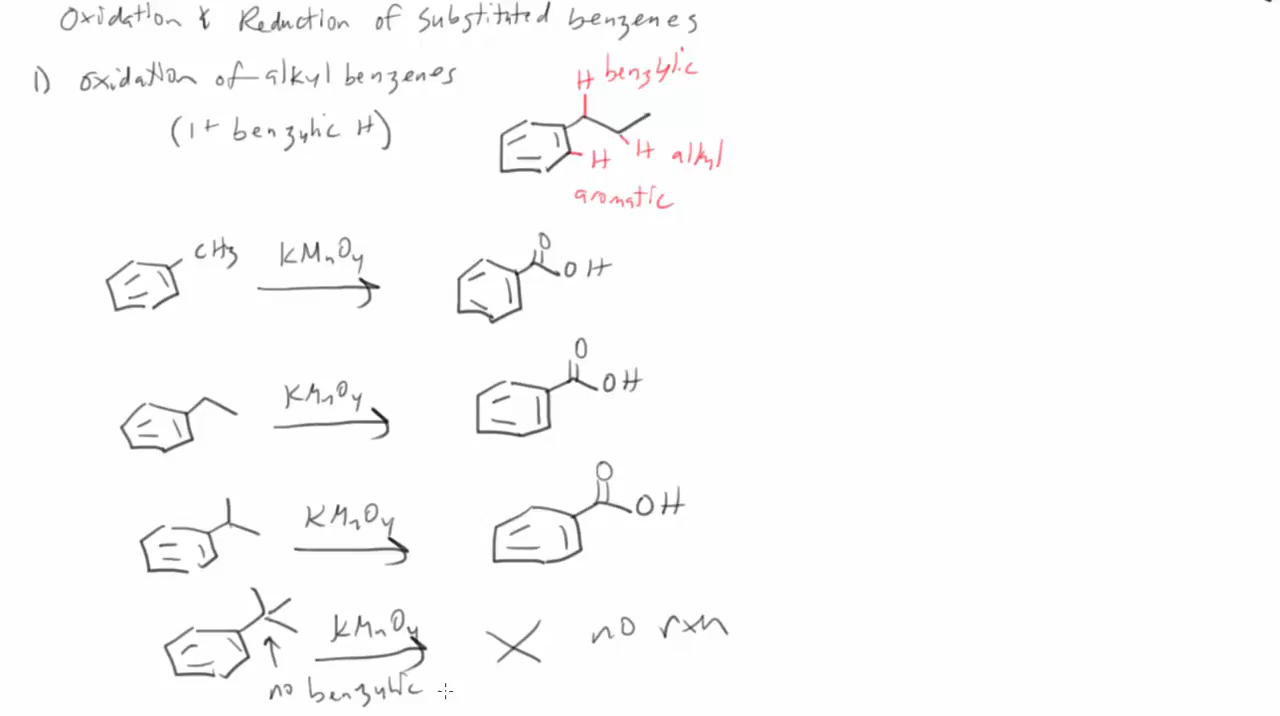 Oxidation & Reduction of substituted benzenes
1) oxidation of alkyl benzenes
(1+ benzylic H)
H benzylic
H
H alkyl
aromatic
CH3
KMnO4
O
OH
KMnO4
O
OH
KMnO4
O
OH
KMnO4
no rxn
no benzylic